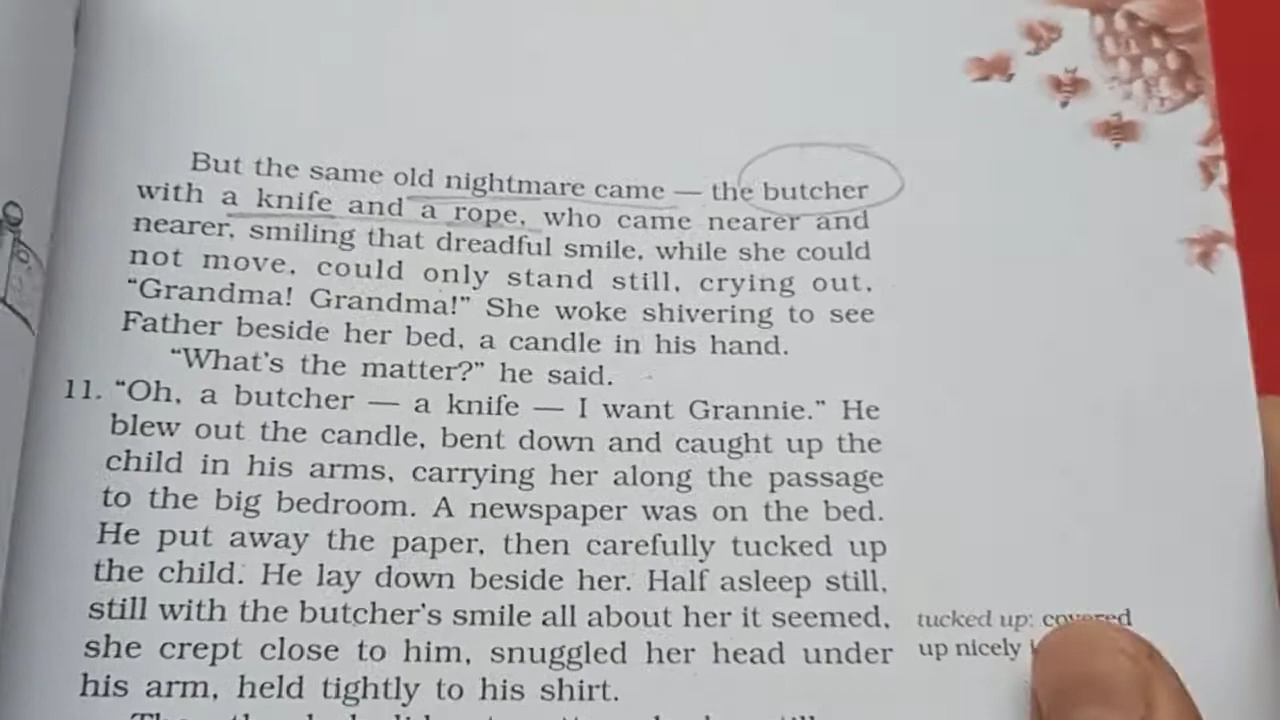 But the same old nightmare came — the butcher
with a knife and a rope, who came nearer and
nearer, smiling that dreadful smile, while she could
not move, could only stand still, crying out,
“Grandma! Grandma!” She woke shivering to see
Father beside her bed, a candle in his hand.
“What’s the matter?” he said.
11. “Oh, a butcher — a knife — I want Grannie.” He
blew out the candle, bent down and caught up the
child in his arms, carrying her along the passage
to the big bedroom. A newspaper was on the bed.
He put away the paper, then carefully tucked up
the child. He lay down beside her. Half asleep still,
still with the butcher’s smile all about her it seemed,
she crept close to him, snuggled her head under
his arm, held tightly to his shirt.
tucked up: covered
up nicely